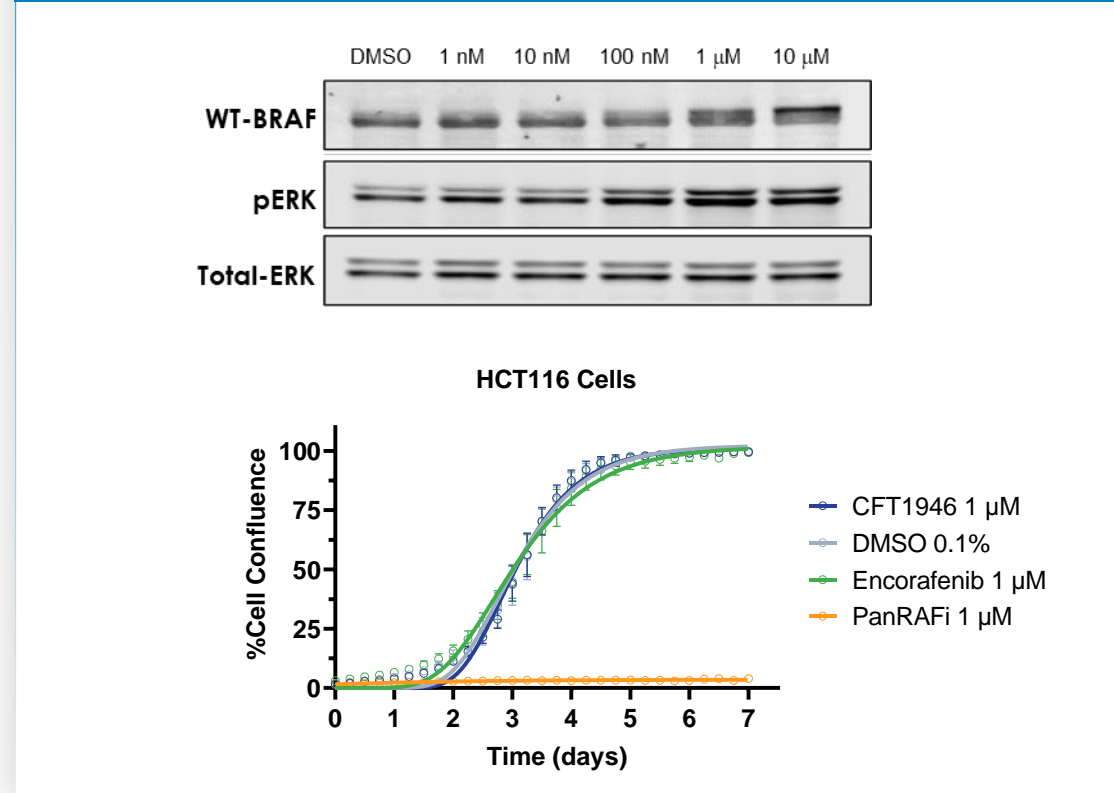 DMSO 1 nM 10 nM 100 nM 1 μM 10 μM
WT-BRAF
pERK
Total-ERK
HCT116 Cells
%Cell Confluence
100
75
50
25
0
0 1 2 3 4 5 6 7
Time (days)
CFT1946 1 μM
DMSO 0.1%
Encorafenib 1 μM
PanRAFi 1 μM